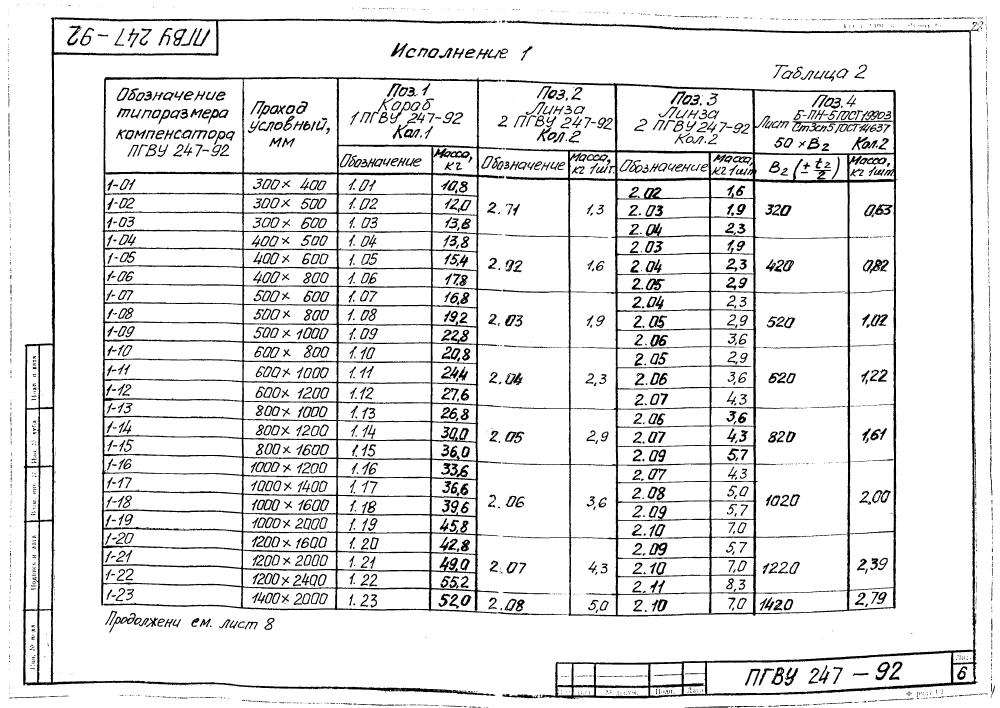 ПГВУ 247-92
23
Исполнение 1
Таблица 2
Обозначение типоразмера компенсатора ПГВУ 247-92
Проход условный, мм
Поз. 1 Караб 1 ПГВУ 247-92 Кол. 1
Поз. 2 Линза 2 ПГВУ 247-92 Кол. 2
Поз. 3 Линза 2 ПГВУ 247-92 Кол. 2
Поз. 4 Лист Б-ПН-5 ГОСТ 19903 Ст3сп5 ГОСТ 14637 50 × В2 Кол. 2
Обозначение Масса, кг Обозначение Масса, кг 1шт. Обозначение Масса, кг 1шт В2 (± t2/2) Масса, кг 1шт
1-01 300 × 400 1.01 10,8 2.02 1,6
1-02 300 × 500 1.02 12,0 2.71 1,3 2.03 1,9 320 0,63
1-03 300 × 600 1.03 13,8 2.04 2,3
1-04 400 × 500 1.04 13,8 2.03 1,9
1-05 400 × 600 1.05 15,4 2.02 1,6 2.04 2,3 420 0,82
1-06 400 × 800 1.06 17,8 2.05 2,9
1-07 500 × 600 1.07 16,8 2.04 2,3
1-08 500 × 800 1.08 19,2 2.03 1,9 2.05 2,9 520 1,02
1-09 500 × 1000 1.09 22,8 2.06 3,6
1-10 600 × 800 1.10 20,8 2.05 2,9
1-11 600 × 1000 1.11 24,4 2.04 2,3 2.06 3,6 620 1,22
1-12 600 × 1200 1.12 27,6 2.07 4,3
1-13 800 × 1000 1.13 26,8 2.06 3,6
1-14 800 × 1200 1.14 30,0 2.05 2,9 2.07 4,3 820 1,61
1-15 800 × 1600 1.15 36,0 2.09 5,7
1-16 1000 × 1200 1.16 33,6 2.07 4,3
1-17 1000 × 1400 1.17 36,6 2.08 5,0
1-18 1000 × 1600 1.18 39,6 2.06 3,6 2.09 5,7 1020 2,00
1-19 1000 × 2000 1.19 45,8 2.10 7,0
1-20 1200 × 1600 1.20 42,8 2.09 5,7
1-21 1200 × 2000 1.21 49,0 2.07 4,3 2.10 7,0 1220 2,39
1-22 1200 × 2400 1.22 55,2 2.11 8,3
1-23 1400 × 2000 1.23 52,0 2.08 5,0 2.10 7,0 1420 2,79
Продолжени ем. лист 8
ПГВУ 247 - 92
6
№ докум. Подп. Дата